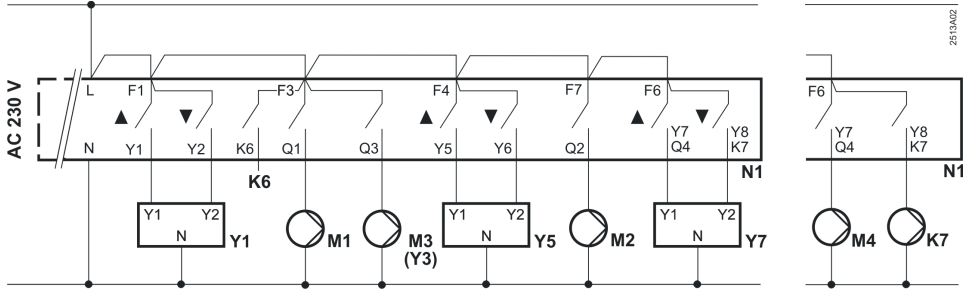 2513A02
AC 230 V
L F1 F3 F4 F7 F6 F6
▲ ▼ ▲ ▼ ▲ ▼
Y7 Y8 Y7 Y8
N Y1 Y2 K6 Q1 Q3 Y5 Y6 Q2 Q4 K7 Q4 K7
K6 N1 N1
Y1 Y2 Y1 Y2 Y1 Y2
N Y1 M1 M3 N Y5 M2 N Y7 M4 K7
(Y3)